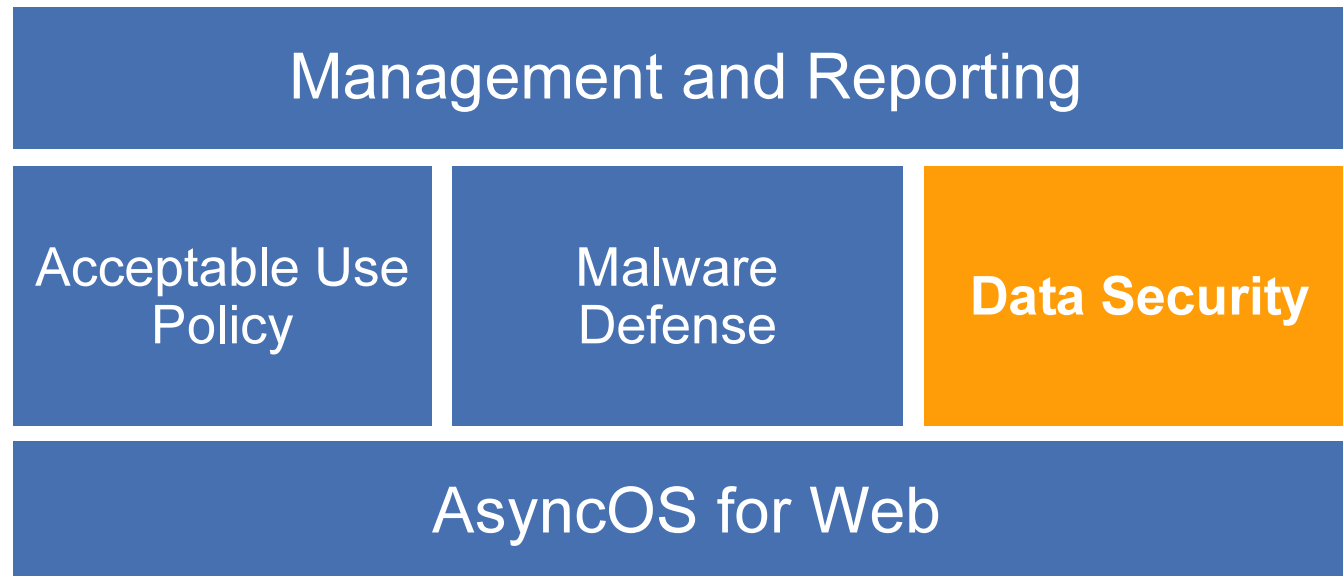 Management and Reporting
Acceptable Use
Policy
Malware
Defense
Data Security
AsyncOS for Web